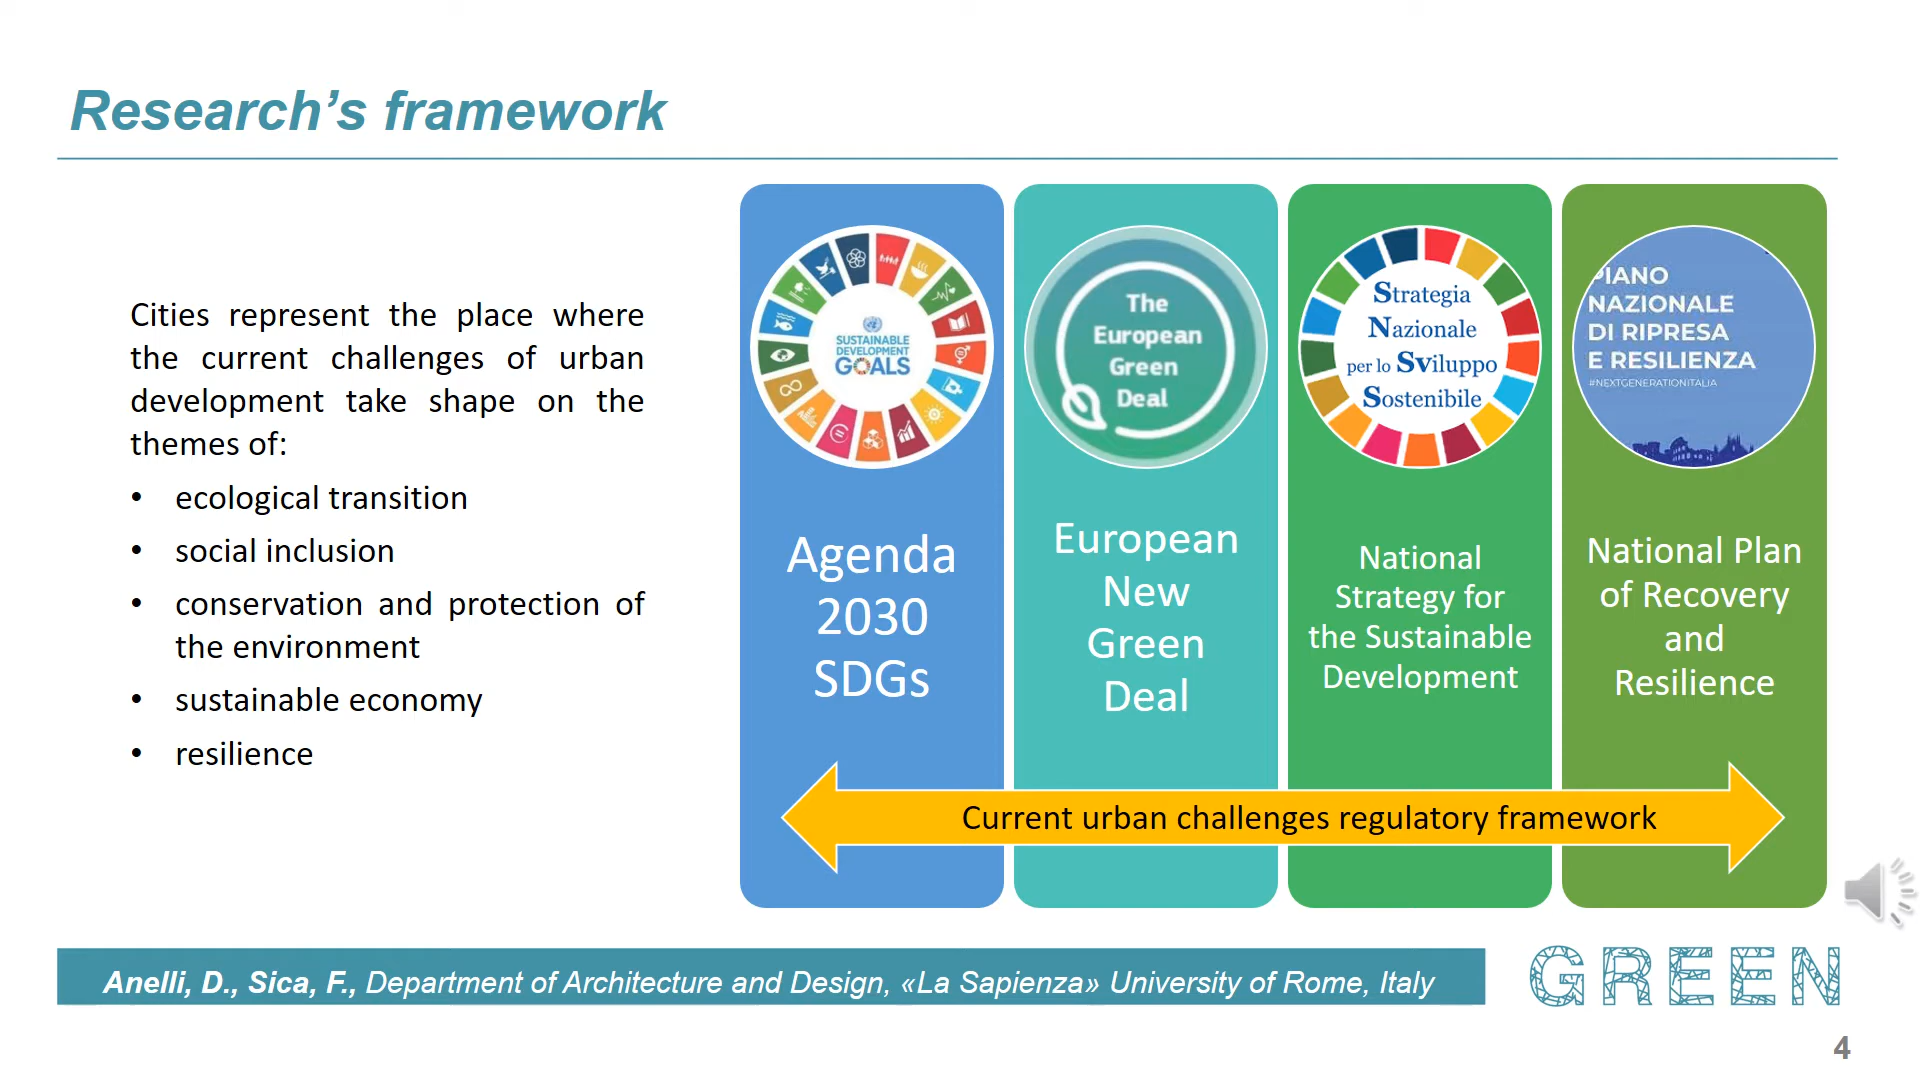 Research’s framework
Cities represent the place where
the current challenges of urban
development take shape on the
themes of:
• ecological transition
• social inclusion
• conservation and protection of
the environment
• sustainable economy
• resilience
SUSTAINABLE
DEVELOPMENT
GOALS
Agenda
2030
SDGs
The
European
Green
Deal
European
New
Green
Deal
Strategia
Nazionale
per lo Sviluppo
Sostenibile
National
Strategy for
the Sustainable
Development
PIANO
NAZIONALE
DI RIPRESA
E RESILIENZA
#NEXTGENERATIONITALIA
National Plan
of Recovery
and
Resilience
Current urban challenges regulatory framework
Anelli, D., Sica, F., Department of Architecture and Design, «La Sapienza» University of Rome, Italy
GREEN
4